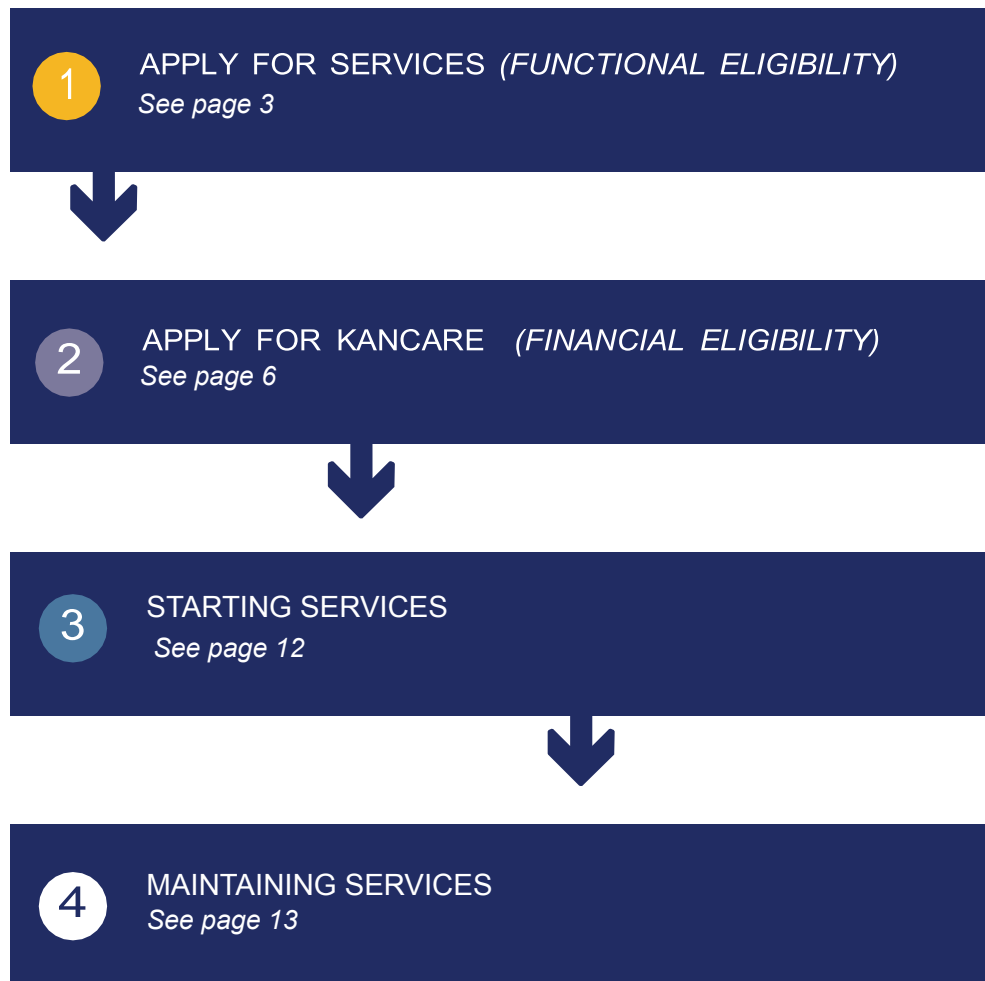 1
APPLY FOR SERVICES (FUNCTIONAL ELIGIBILITY)
See page 3
2
APPLY FOR KANCARE (FINANCIAL ELIGIBILITY)
See page 6
3
STARTING SERVICES
See page 12
4
MAINTAINING SERVICES
See page 13